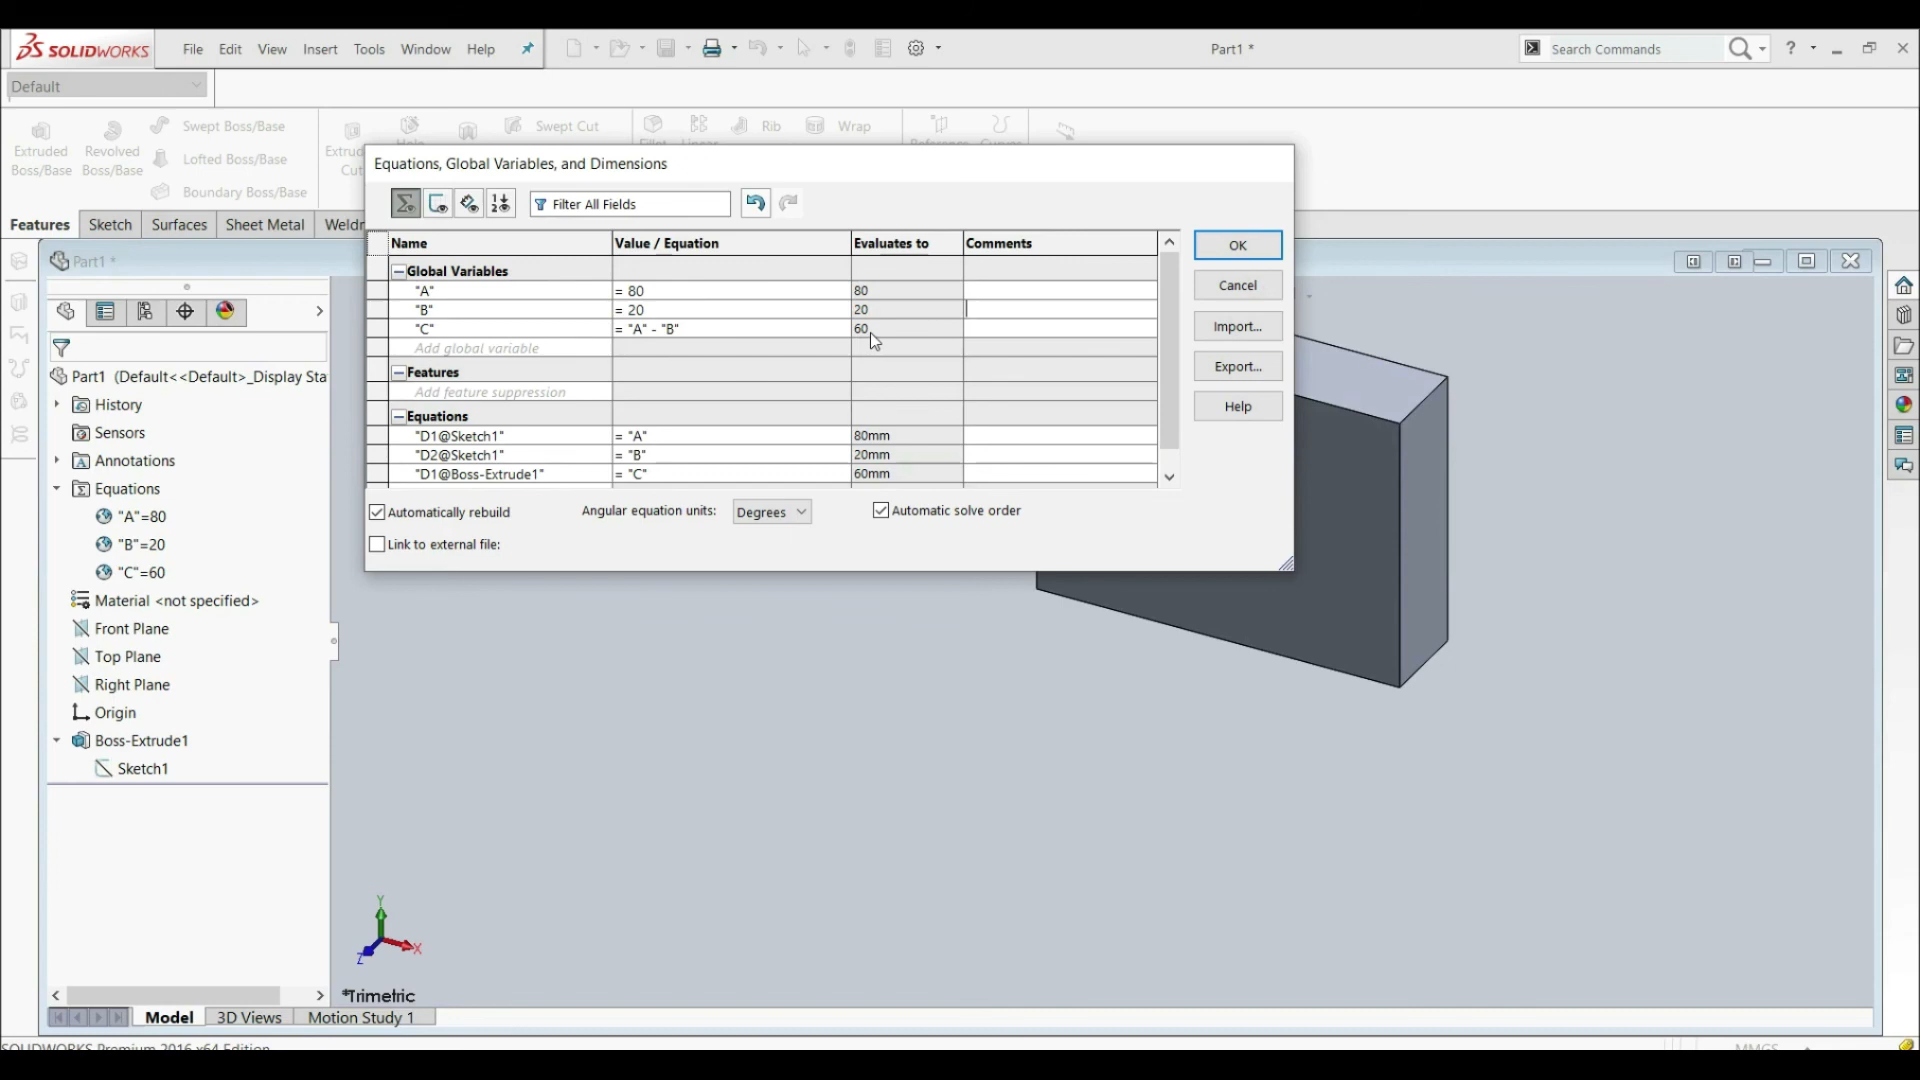 SOLIDWORKS File Edit View Insert Tools Window Help Part1 * Search Commands ?
Default
Swept Boss/Base Swept Cut Rib Wrap
Extruded Boss/Base Revolved Boss/Base Lofted Boss/Base
Boundary Boss/Base
Features Sketch Surfaces Sheet Metal
Equations, Global Variables, and Dimensions
Filter All Fields
Name Value / Equation Evaluates to Comments
Global Variables
"A" = 80 80
"B" = 20 20
"C" = "A" - "B" 60
Add global variable
Features
Add feature suppression
Equations
"D1@Sketch1" = "A" 80mm
"D2@Sketch1" = "B" 20mm
"D1@Boss-Extrude1" = "C" 60mm
Automatically rebuild Angular equation units: Degrees Automatic solve order
Link to external file:
OK
Cancel
Import...
Export...
Help
Part1 *
Part1 (Default<<Default>_Display Sta
History
Sensors
Annotations
Equations
"A"=80
"B"=20
"C"=60
Material <not specified>
Front Plane
Top Plane
Right Plane
Origin
Boss-Extrude1
Sketch1
Y
X
Z
*Trimetric
Model 3D Views Motion Study 1
SOLIDWORKS Premium 2016 x64 Edition
MMGS